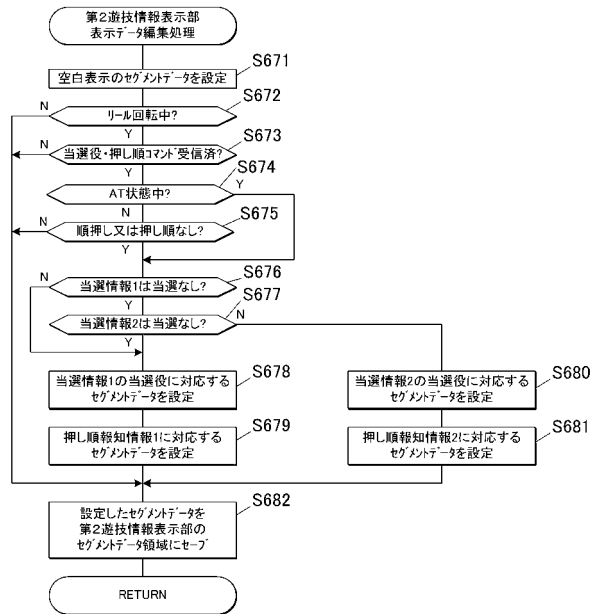 第2遊技情報表示部
表示データ編集処理
S671
空白表示のセグメントデータを設定
S672
N
リール回転中?
Y
S673
N
当選役・押し順コマンド受信済?
Y
S674
AT状態中?
Y
N
S675
N
順押し又は押し順なし?
Y
S676
N
当選情報1は当選なし?
Y
S677
当選情報2は当選なし?
N
Y
S678
当選情報1の当選役に対応する
セグメントデータを設定
S680
当選情報2の当選役に対応する
セグメントデータを設定
S679
押し順報知情報1に対応する
セグメントデータを設定
S681
押し順報知情報2に対応する
セグメントデータを設定
S682
設定したセグメントデータを
第2遊技情報表示部の
セグメントデータ領域にセーブ
RETURN